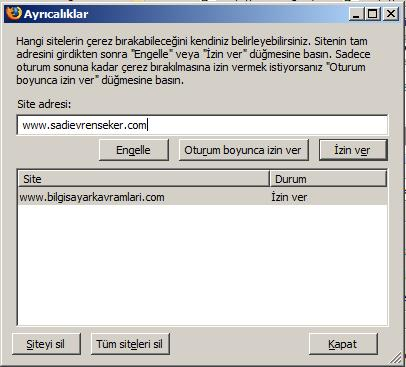 Ayrıcalıklar
Hangi sitelerin çerez bırakabileceğini kendiniz belirleyebilirsiniz. Sitenin tam
adresini girdikten sonra "Engelle" veya "İzin ver" düğmesine basın. Sadece
oturum sonuna kadar çerez bırakılmasına izin vermek istiyorsanız "Oturum
boyunca izin ver" düğmesine basın.
Site adresi:
www.sadievrenseker.com
Engelle Oturum boyunca izin ver İzin ver
Site Durum
www.bilgisayarkavramlari.com İzin ver
Siteyi sil Tüm siteleri sil Kapat